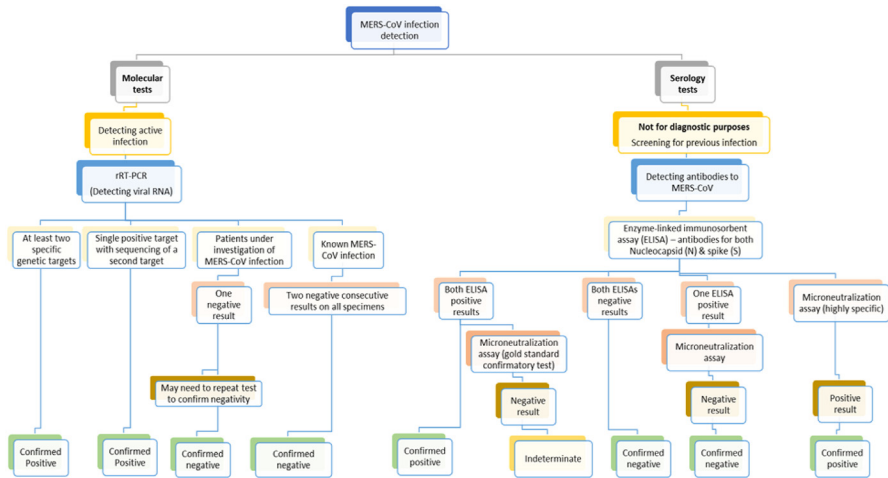 MERS-CoV infection
detection
Molecular
tests
Serology
tests
Detecting active
infection
Not for diagnostic purposes
Screening for previous infection
rRT-PCR
(Detecting viral RNA)
Detecting antibodies to
MERS-CoV
At least two
specific
genetic targets
Single positive target
with sequencing of a
second target
Patients under
investigation of
MERS-CoV infection
Known MERS-
CoV infection
Enzyme-linked immunosorbent
assay (ELISA) – antibodies for both
Nucleocapsid (N) & spike (S)
One
negative
result
Two negative consecutive
results on all specimens
Both ELISA
positive
results
Both ELISAs
negative
results
One ELISA
positive
result
Microneutralization
assay (highly specific)
Microneutralization
assay (gold standard
confirmatory test)
Microneutralization
assay
May need to repeat test
to confirm negativity
Negative
result
Negative
result
Positive
result
Confirmed
Positive
Confirmed
Positive
Confirmed
negative
Confirmed
negative
Confirmed
positive
Indeterminate
Confirmed
negative
Confirmed
negative
Confirmed
positive